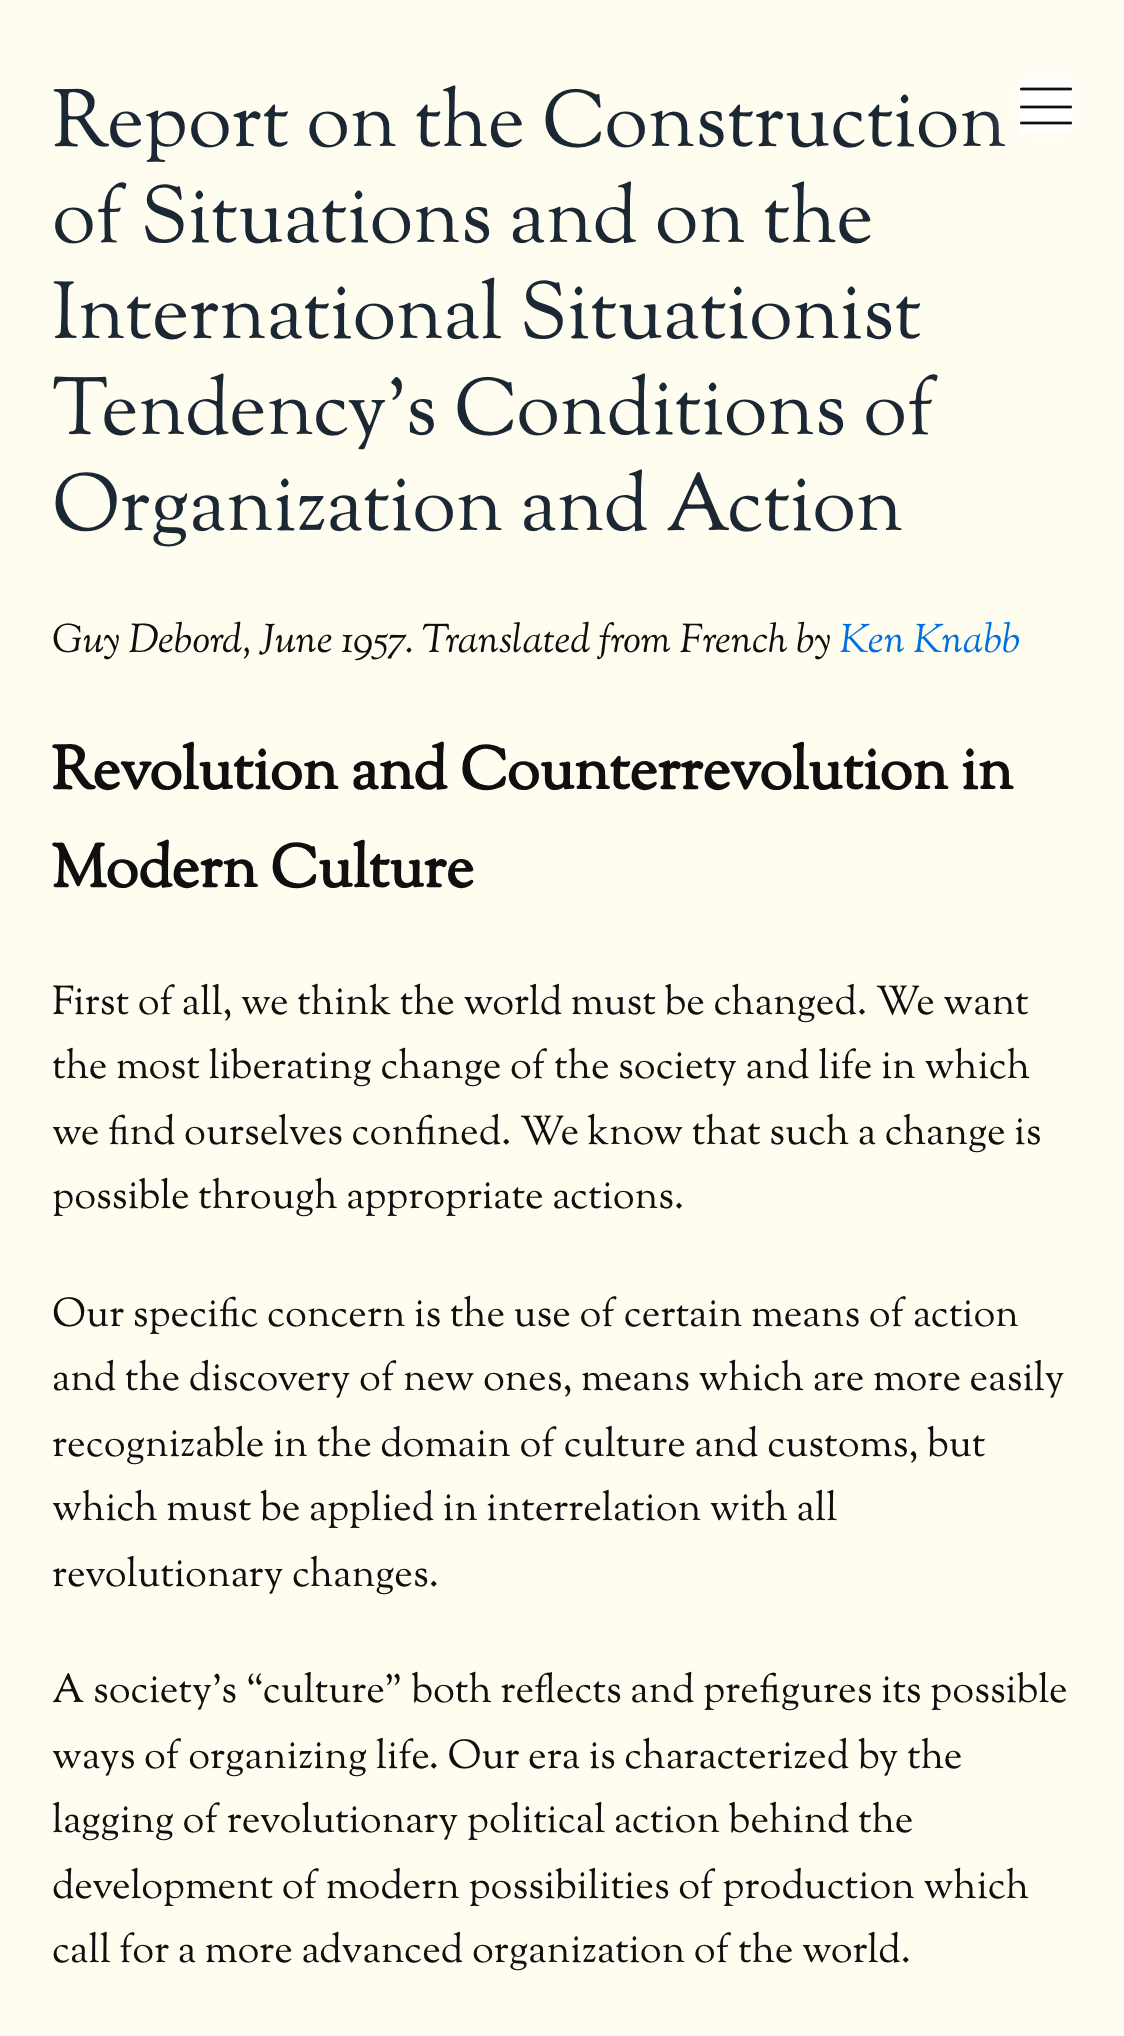 Report on the Construction
of Situations and on the
International Situationist
Tendency’s Conditions of
Organization and Action
Guy Debord, June 1957. Translated from French by Ken Knabb
Revolution and Counterrevolution in
Modern Culture
First of all, we think the world must be changed. We want
the most liberating change of the society and life in which
we find ourselves confined. We know that such a change is
possible through appropriate actions.
Our specific concern is the use of certain means of action
and the discovery of new ones, means which are more easily
recognizable in the domain of culture and customs, but
which must be applied in interrelation with all
revolutionary changes.
A society’s “culture” both reflects and prefigures its possible
ways of organizing life. Our era is characterized by the
lagging of revolutionary political action behind the
development of modern possibilities of production which
call for a more advanced organization of the world.